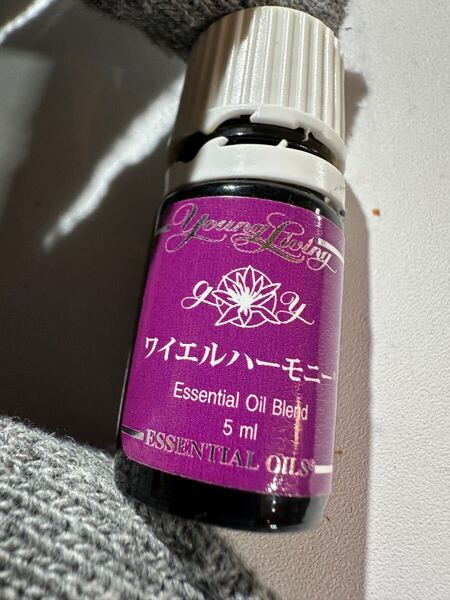 Young Living
g y
ワイエルハーモニー
Essential Oil Blend
5 ml
ESSENTIAL OILS®